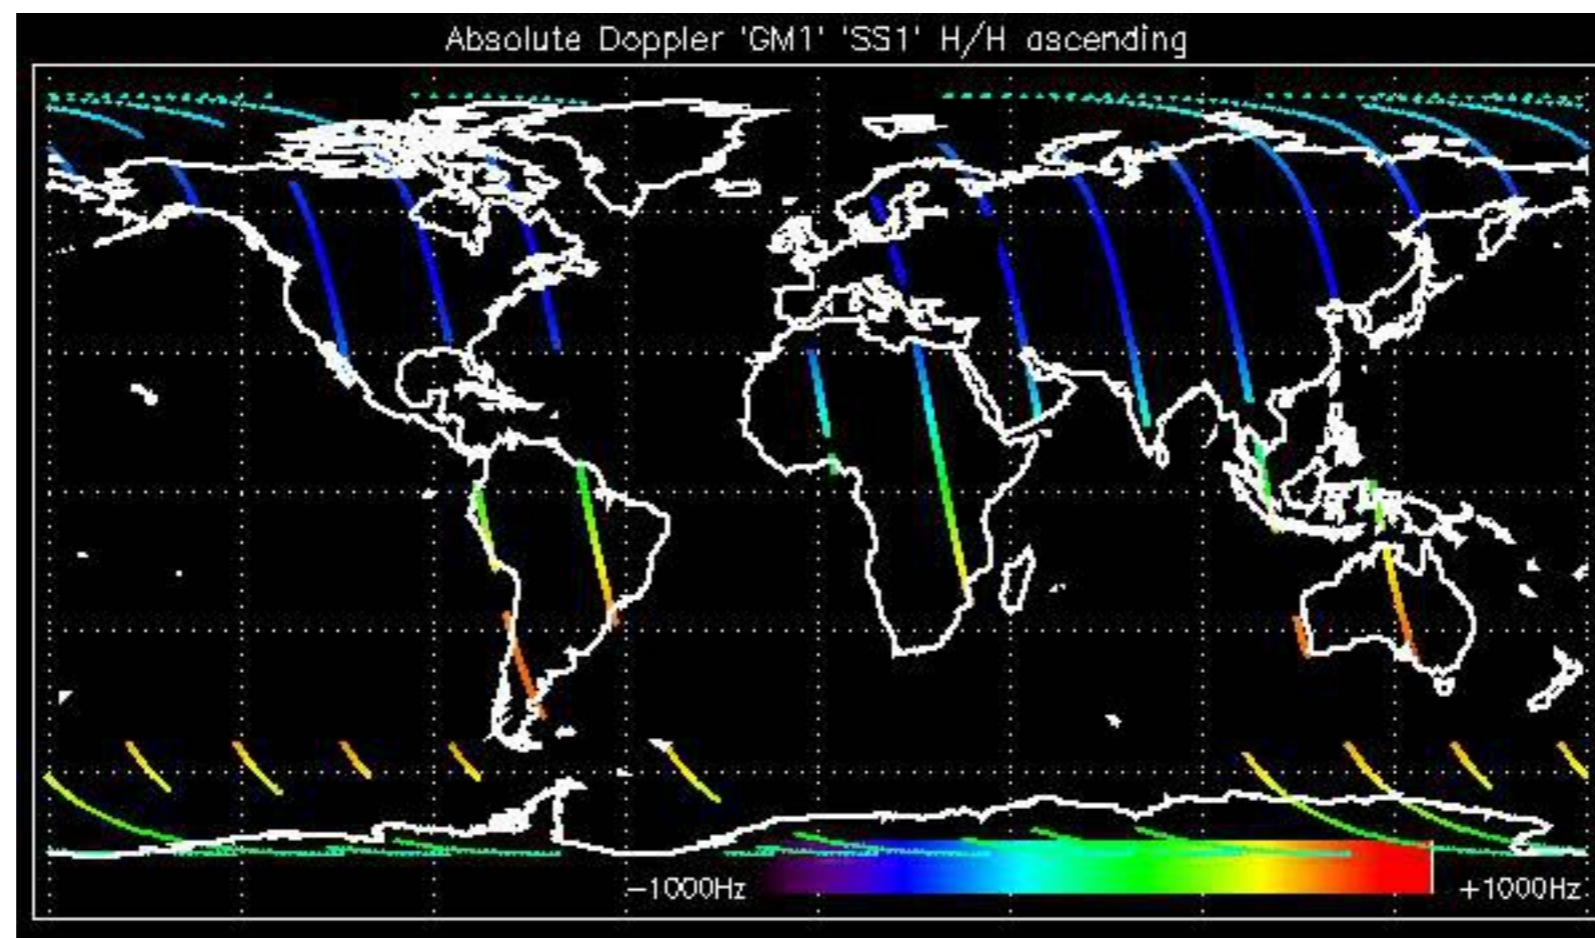 Absolute Doppler 'GM1' 'SS1' H/H ascending
−1000Hz
+1000Hz